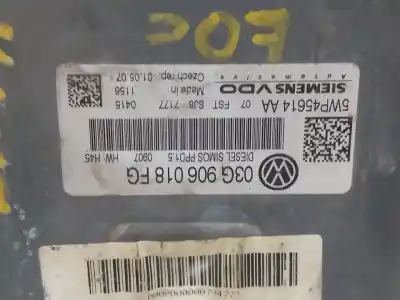 FOE
SIEMENS VDO
Automotive
5WP45614 AA
07 FST SJ8 7177 0415
Made in 1156
Czech rep. 01.05.07
DIESEL SIMOS PPD1.5 0907 HW H45
03G 906 018 FG